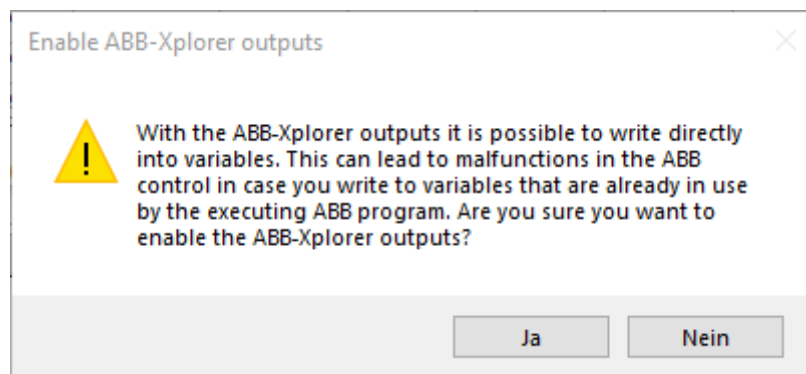 Enable ABB-Xplorer outputs
With the ABB-Xplorer outputs it is possible to write directly
into variables. This can lead to malfunctions in the ABB
control in case you write to variables that are already in use
by the executing ABB program. Are you sure you want to
enable the ABB-Xplorer outputs?
Ja
Nein